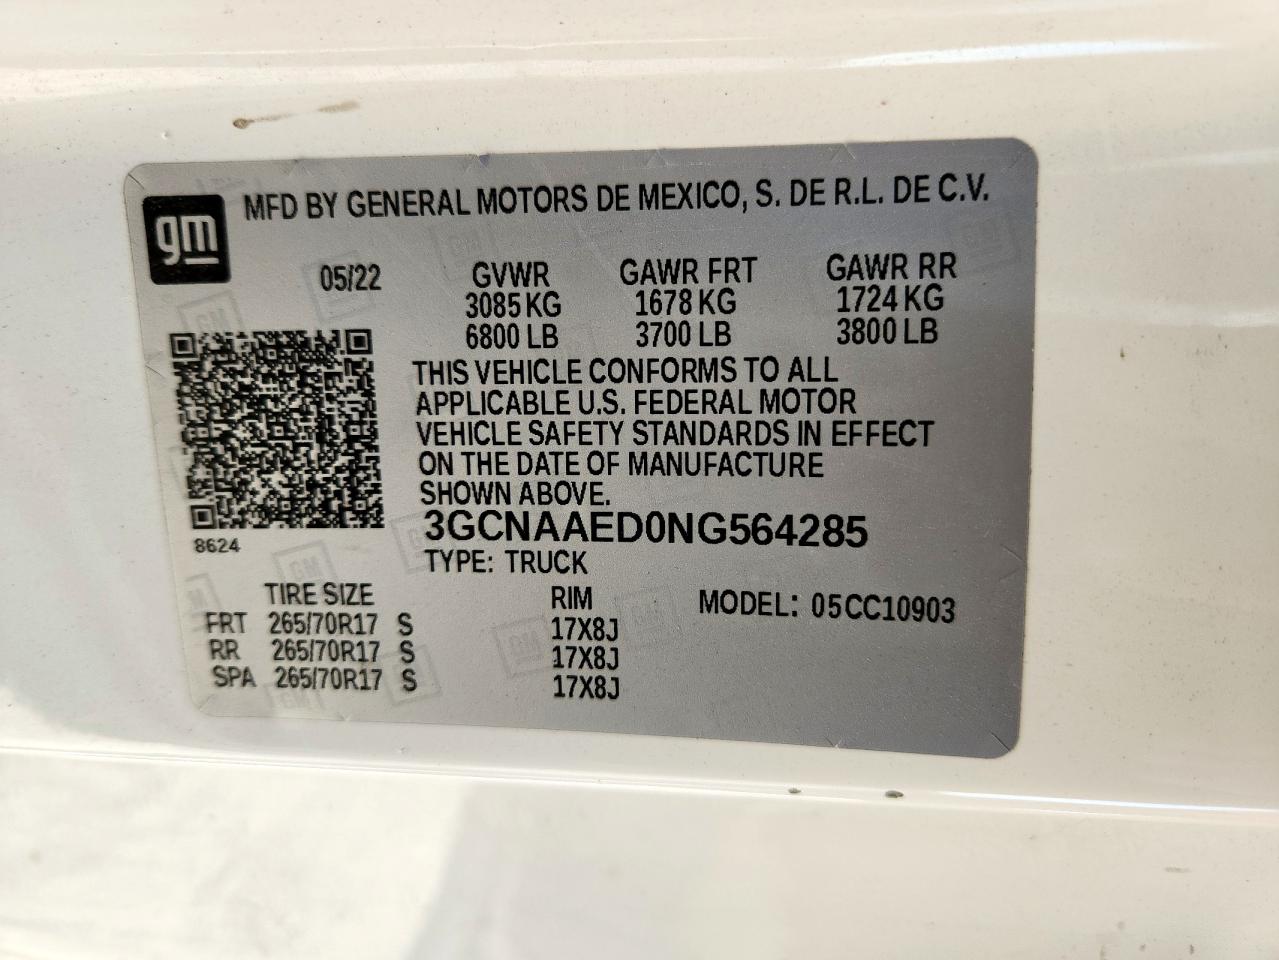 gm
MFD BY GENERAL MOTORS DE MEXICO, S. DE R.L. DE C.V.
05/22 GVWR GAWR FRT GAWR RR
3085 KG 1678 KG 1724 KG
6800 LB 3700 LB 3800 LB
THIS VEHICLE CONFORMS TO ALL
APPLICABLE U.S. FEDERAL MOTOR
VEHICLE SAFETY STANDARDS IN EFFECT
ON THE DATE OF MANUFACTURE
SHOWN ABOVE.
3GCNAAED0NG564285
8624
TYPE: TRUCK
TIRE SIZE RIM MODEL: 05CC10903
FRT 265/70R17 S 17X8J
RR 265/70R17 S 17X8J
SPA 265/70R17 S 17X8J